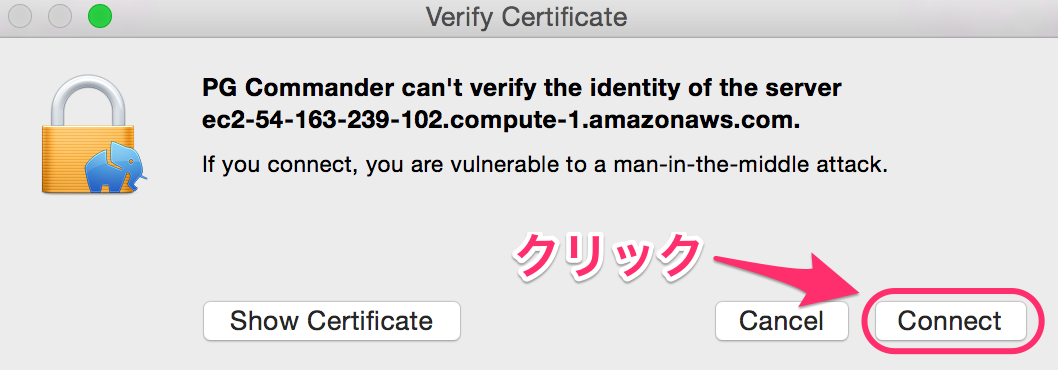 Verify Certificate
PG Commander can't verify the identity of the server
ec2-54-163-239-102.compute-1.amazonaws.com.
If you connect, you are vulnerable to a man-in-the-middle attack.
クリック
Show Certificate
Cancel
Connect